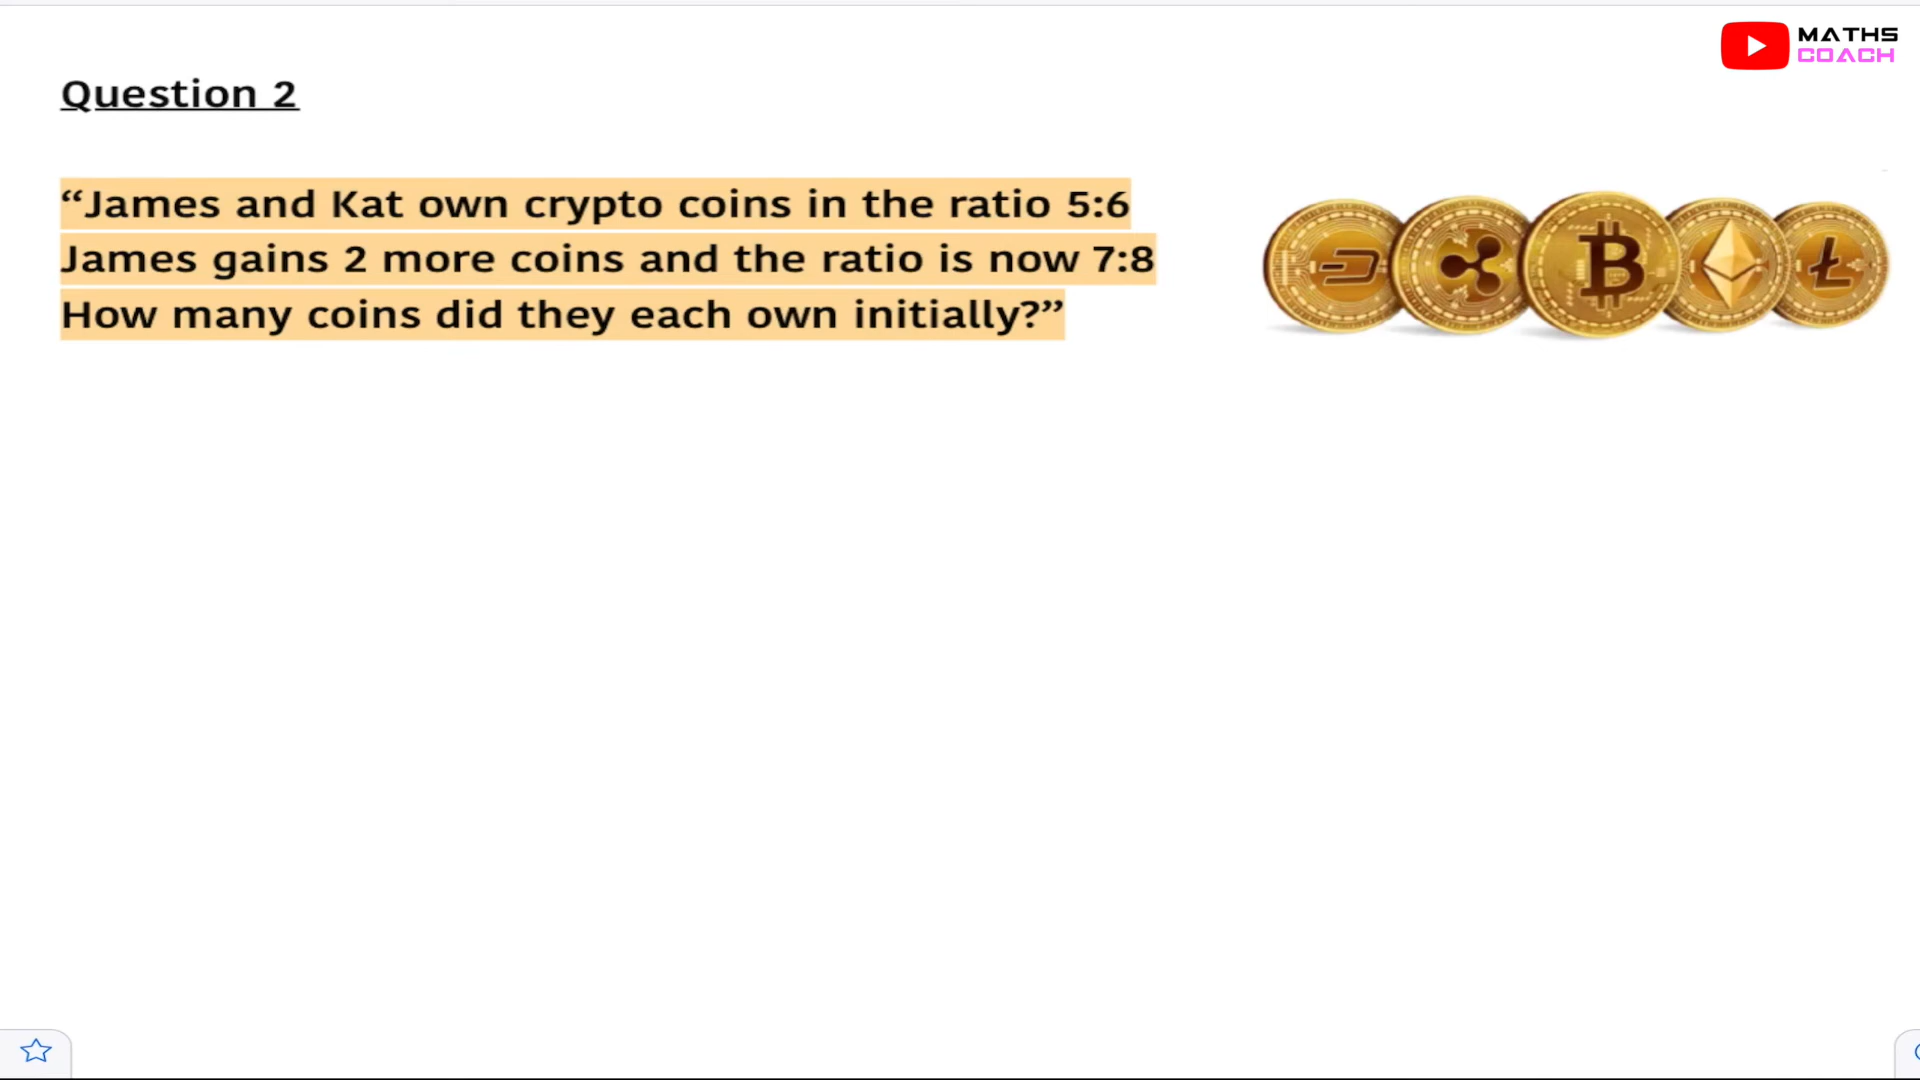 MATHS
COACH
Question 2
“James and Kat own crypto coins in the ratio 5:6
James gains 2 more coins and the ratio is now 7:8
How many coins did they each own initially?”